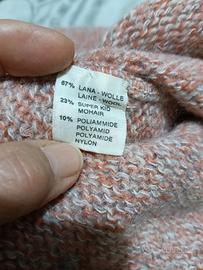 67% LANA - WOLLE
LAINE - WOOL
23% SUPER KID
MOHAIR
10% POLIAMMIDE
POLYAMID
POLYAMIDE
NYLON